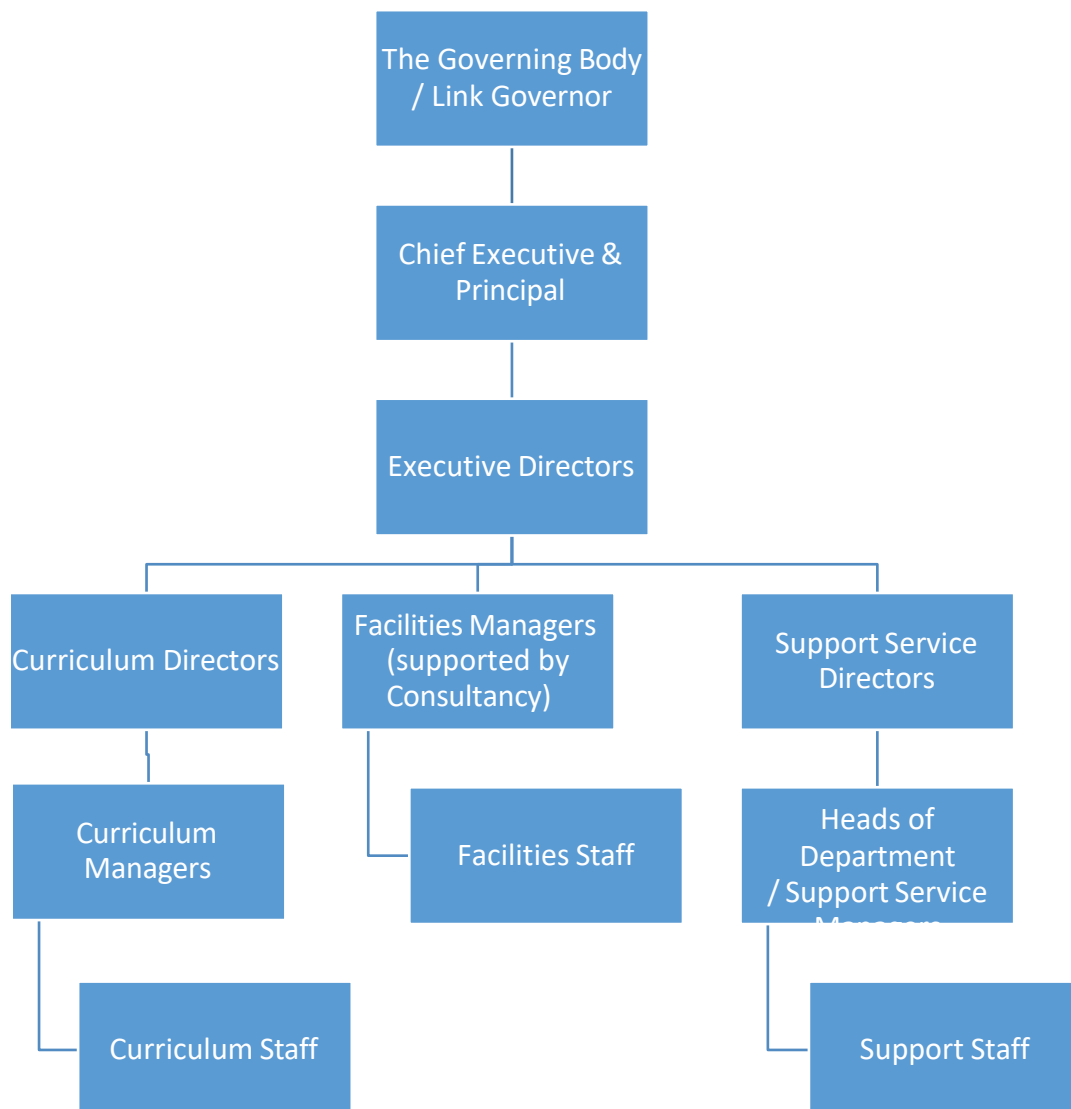 The Governing Body
/ Link Governor
Chief Executive &
Principal
Executive Directors
Curriculum Directors
Facilities Managers
(supported by
Consultancy)
Support Service
Directors
Curriculum
Managers
Facilities Staff
Heads of
Department
/ Support Service
Managers
Curriculum Staff
Support Staff